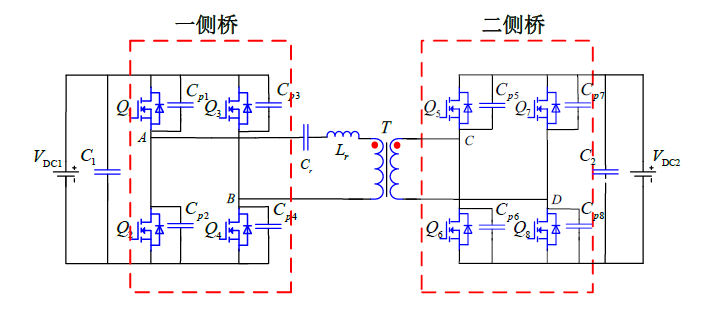 一侧桥
二侧桥
Q Cp1 Q3 Cp3
Q5 Cp5 Q7 Cp7
A
T
C
VDC1 C1
Cr Lr
C2 VDC2
B
D
Q2 Cp2 Q4 Cp4
Q6 Cp6 Q8 Cp8